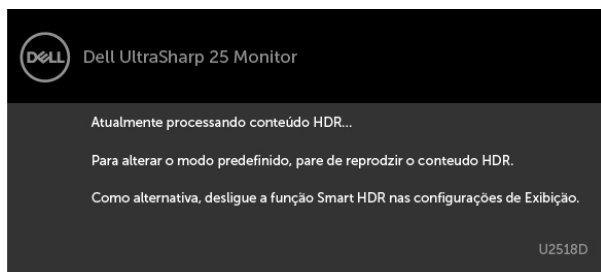 DELL
Dell UltraSharp 25 Monitor
Atualmente processando conteúdo HDR...
Para alterar o modo predefinido, pare de reprodzir o conteudo HDR.
Como alternativa, desligue a função Smart HDR nas configurações de Exibição.
U2518D